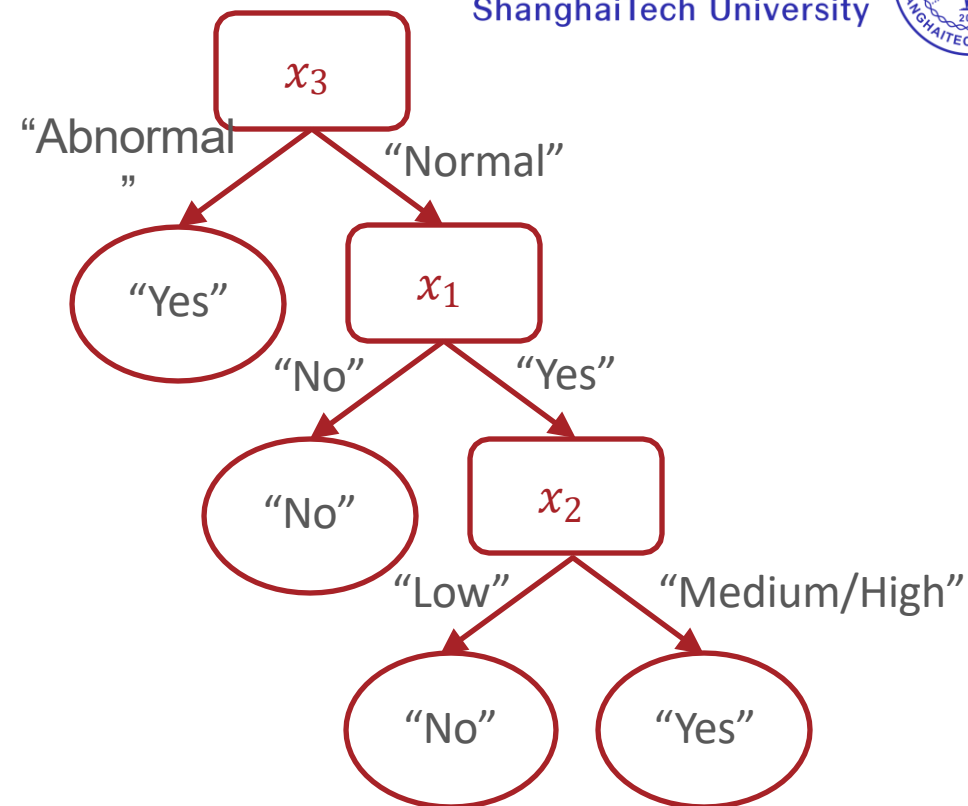 ShanghaiTech University
x₃
“Abnormal
”
“Normal”
“Yes”
x₁
“No”
“Yes”
“No”
x₂
“Low”
“Medium/High”
“No”
“Yes”